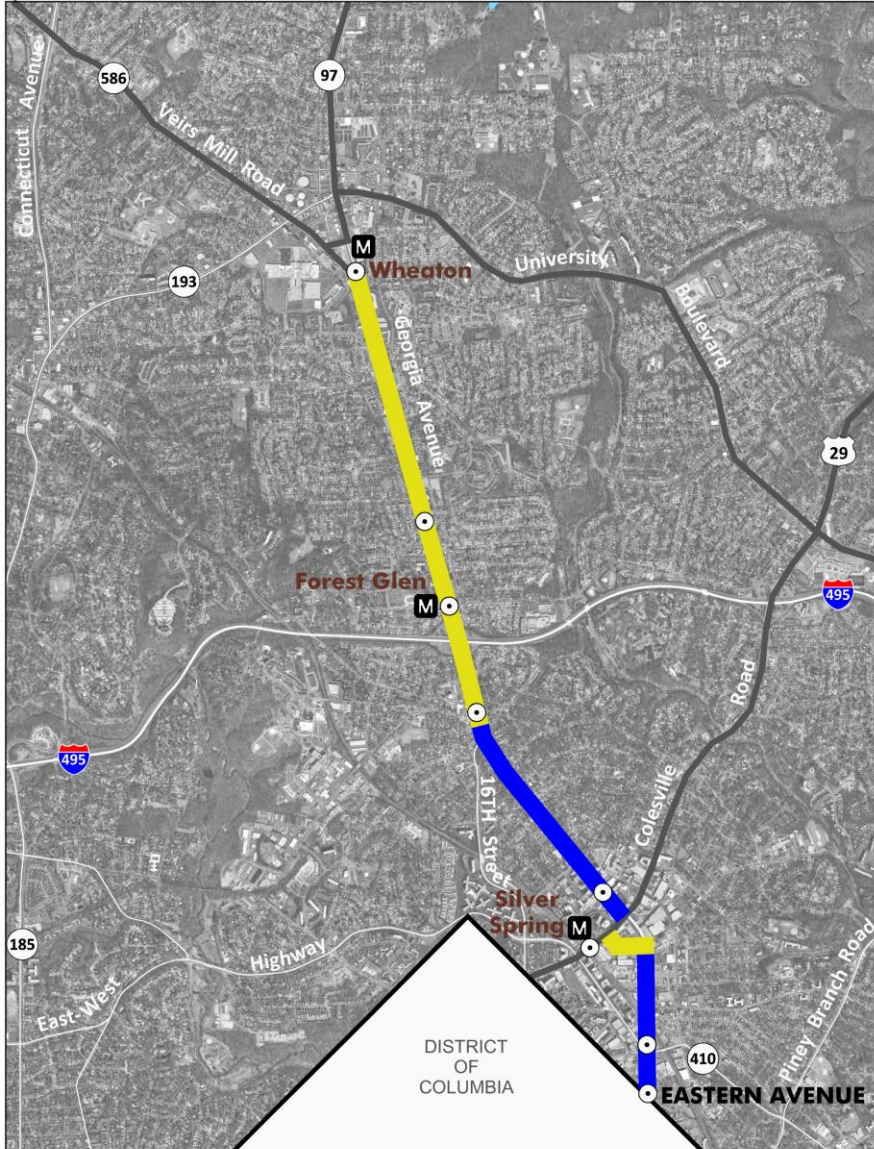 586
97
Connecticut Avenue
Veirs Mill Road
M
Wheaton
193
University
Boulevard
Georgia Avenue
29
Forest Glen
M
495
495
Road
Colesville
16TH Street
Silver
Spring M
185
East-West
Highway
Piney Branch Road
DISTRICT
OF
COLUMBIA
410
EASTERN AVENUE